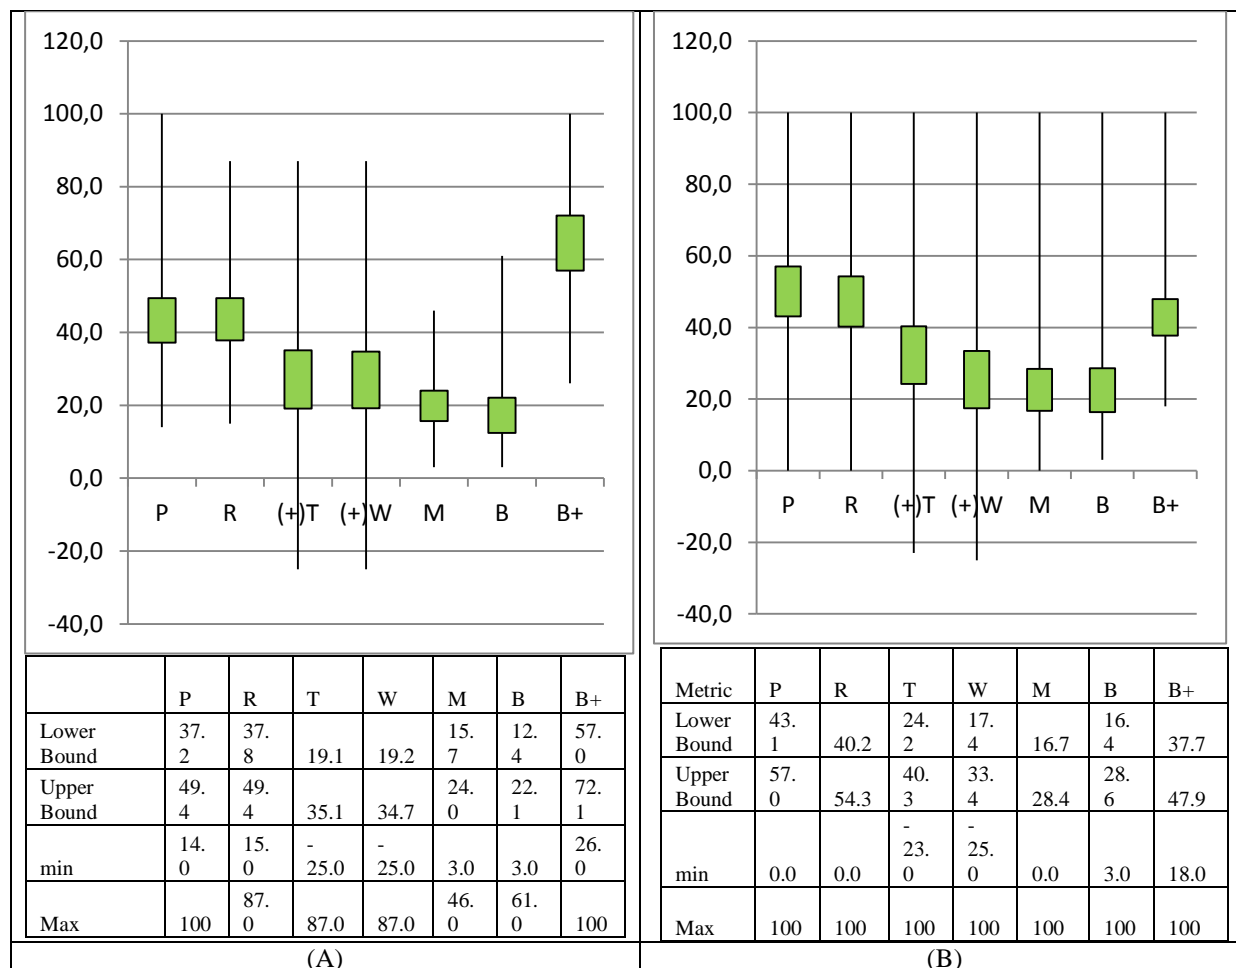 120,0
100,0
80,0
60,0
40,0
20,0
0,0
-20,0
-40,0
P R (+)T (+)W M B B+
P R T W M B B+
Lower Bound 37.2 37.8 19.1 19.2 15.7 12.4 57.0
Upper Bound 49.4 49.4 35.1 34.7 24.0 22.1 72.1
min 14.0 15.0 -25.0 -25.0 3.0 3.0 26.0
Max 100 87.0 87.0 87.0 46.0 61.0 100
(A)
120,0
100,0
80,0
60,0
40,0
20,0
0,0
-20,0
-40,0
P R (+)T (+)W M B B+
Metric P R T W M B B+
Lower Bound 43.1 40.2 24.2 17.4 16.7 16.4 37.7
Upper Bound 57.0 54.3 40.3 33.4 28.4 28.6 47.9
min 0.0 0.0 -23.0 -25.0 0.0 3.0 18.0
Max 100 100 100 100 100 100 100
(B)